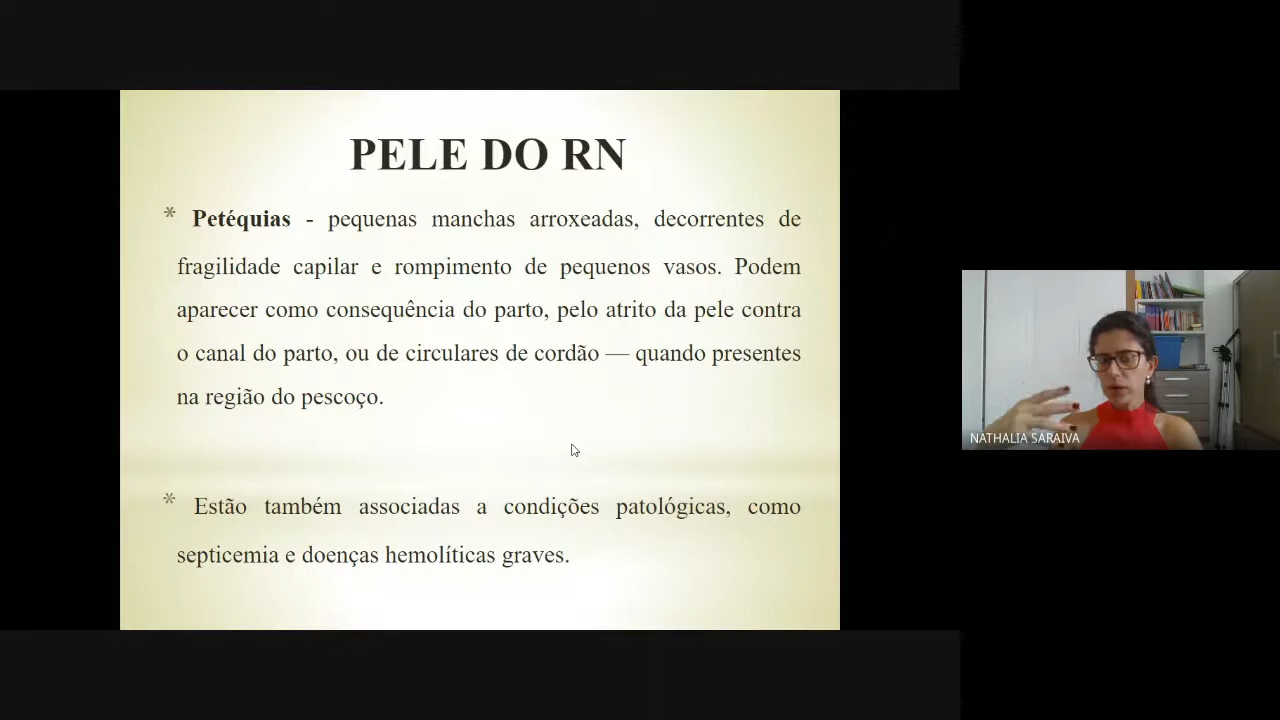 PELE DO RN
* Petéquias - pequenas manchas arroxeadas, decorrentes de
fragilidade capilar e rompimento de pequenos vasos. Podem
aparecer como consequência do parto, pelo atrito da pele contra
o canal do parto, ou de circulares de cordão — quando presentes
na região do pescoço.
* Estão também associadas a condições patológicas, como
septicemia e doenças hemolíticas graves.
NATHALIA SARAIVA